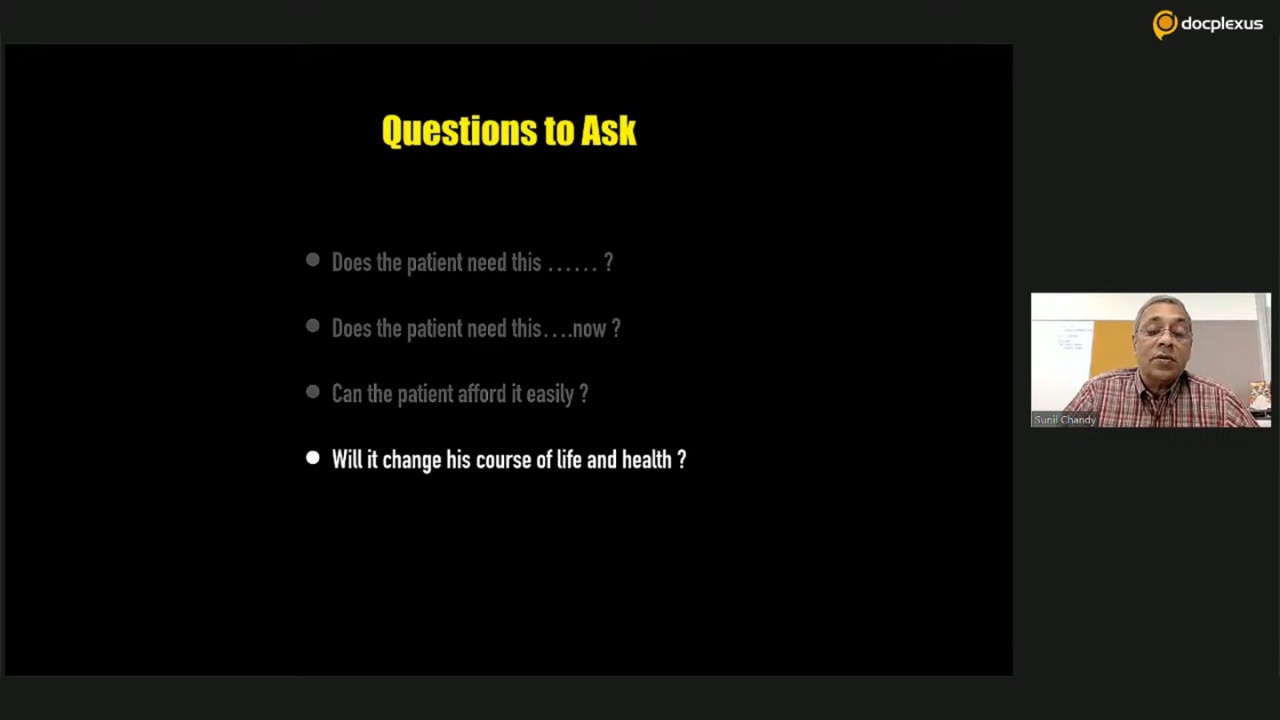 docplexus
Questions to Ask
Does the patient need this ...... ?
Does the patient need this....now ?
Can the patient afford it easily ?
Will it change his course of life and health ?
Sunil Chandy